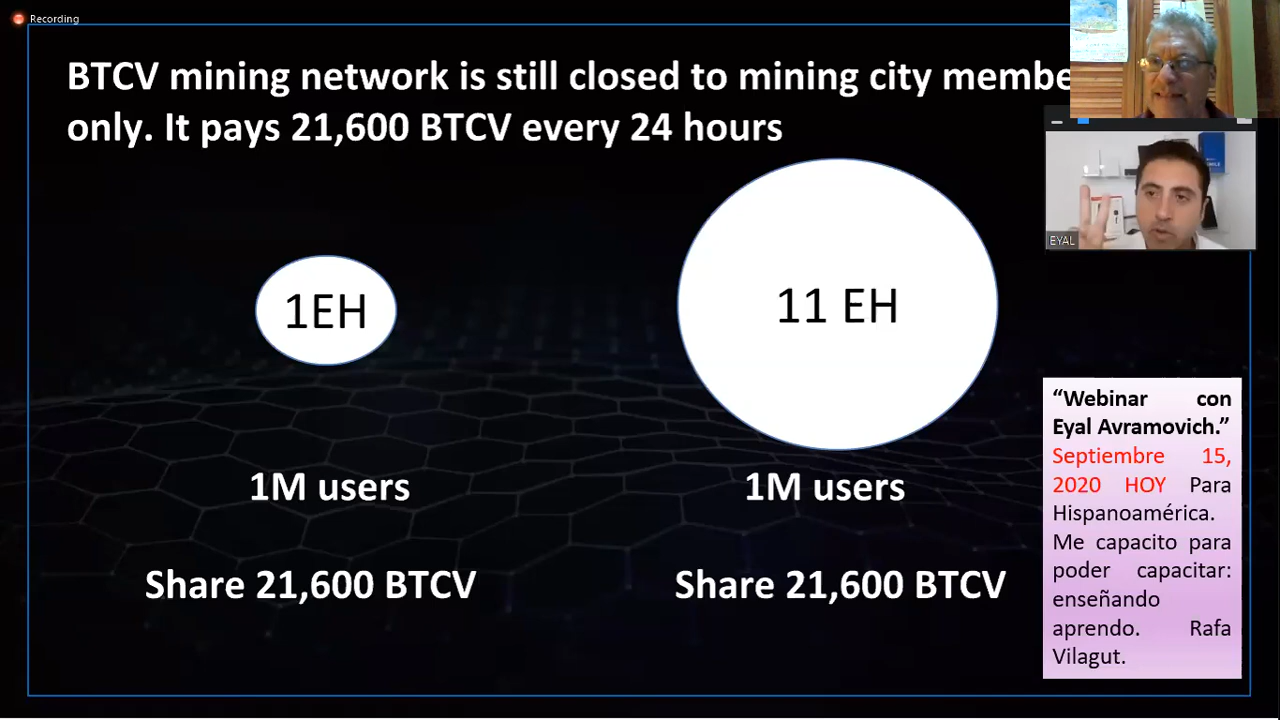 Recording
BTCV mining network is still closed to mining city
only. It pays 21,600 BTCV every 24 hours
EYAL
1EH
11 EH
1M users
1M users
Share 21,600 BTCV
Share 21,600 BTCV
“Webinar con
Eyal Avramovich.”
Septiembre 15,
2020 HOY Para
Hispanoamérica.
Me capacito para
poder capacitar:
enseñando
aprendo. Rafa
Vilagut.